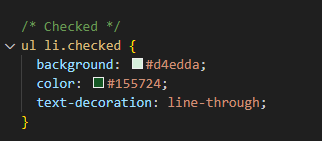 /* Checked */
ul li.checked {
  background: #d4edda;
  color: #155724;
  text-decoration: line-through;
}